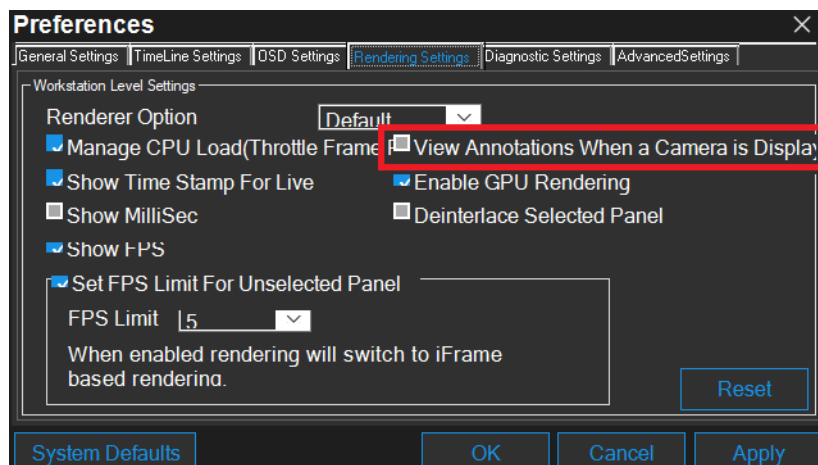 Preferences
General Settings TimeLine Settings OSD Settings Rendering Settings Diagnostic Settings AdvancedSettings
Workstation Level Settings
Renderer Option Default
Manage CPU Load(Throttle Frame View Annotations When a Camera is Display
Show Time Stamp For Live Enable GPU Rendering
Show MilliSec Deinterlace Selected Panel
Show FPS
Set FPS Limit For Unselected Panel
FPS Limit 5
When enabled rendering will switch to iFrame
based rendering.
Reset
System Defaults OK Cancel Apply